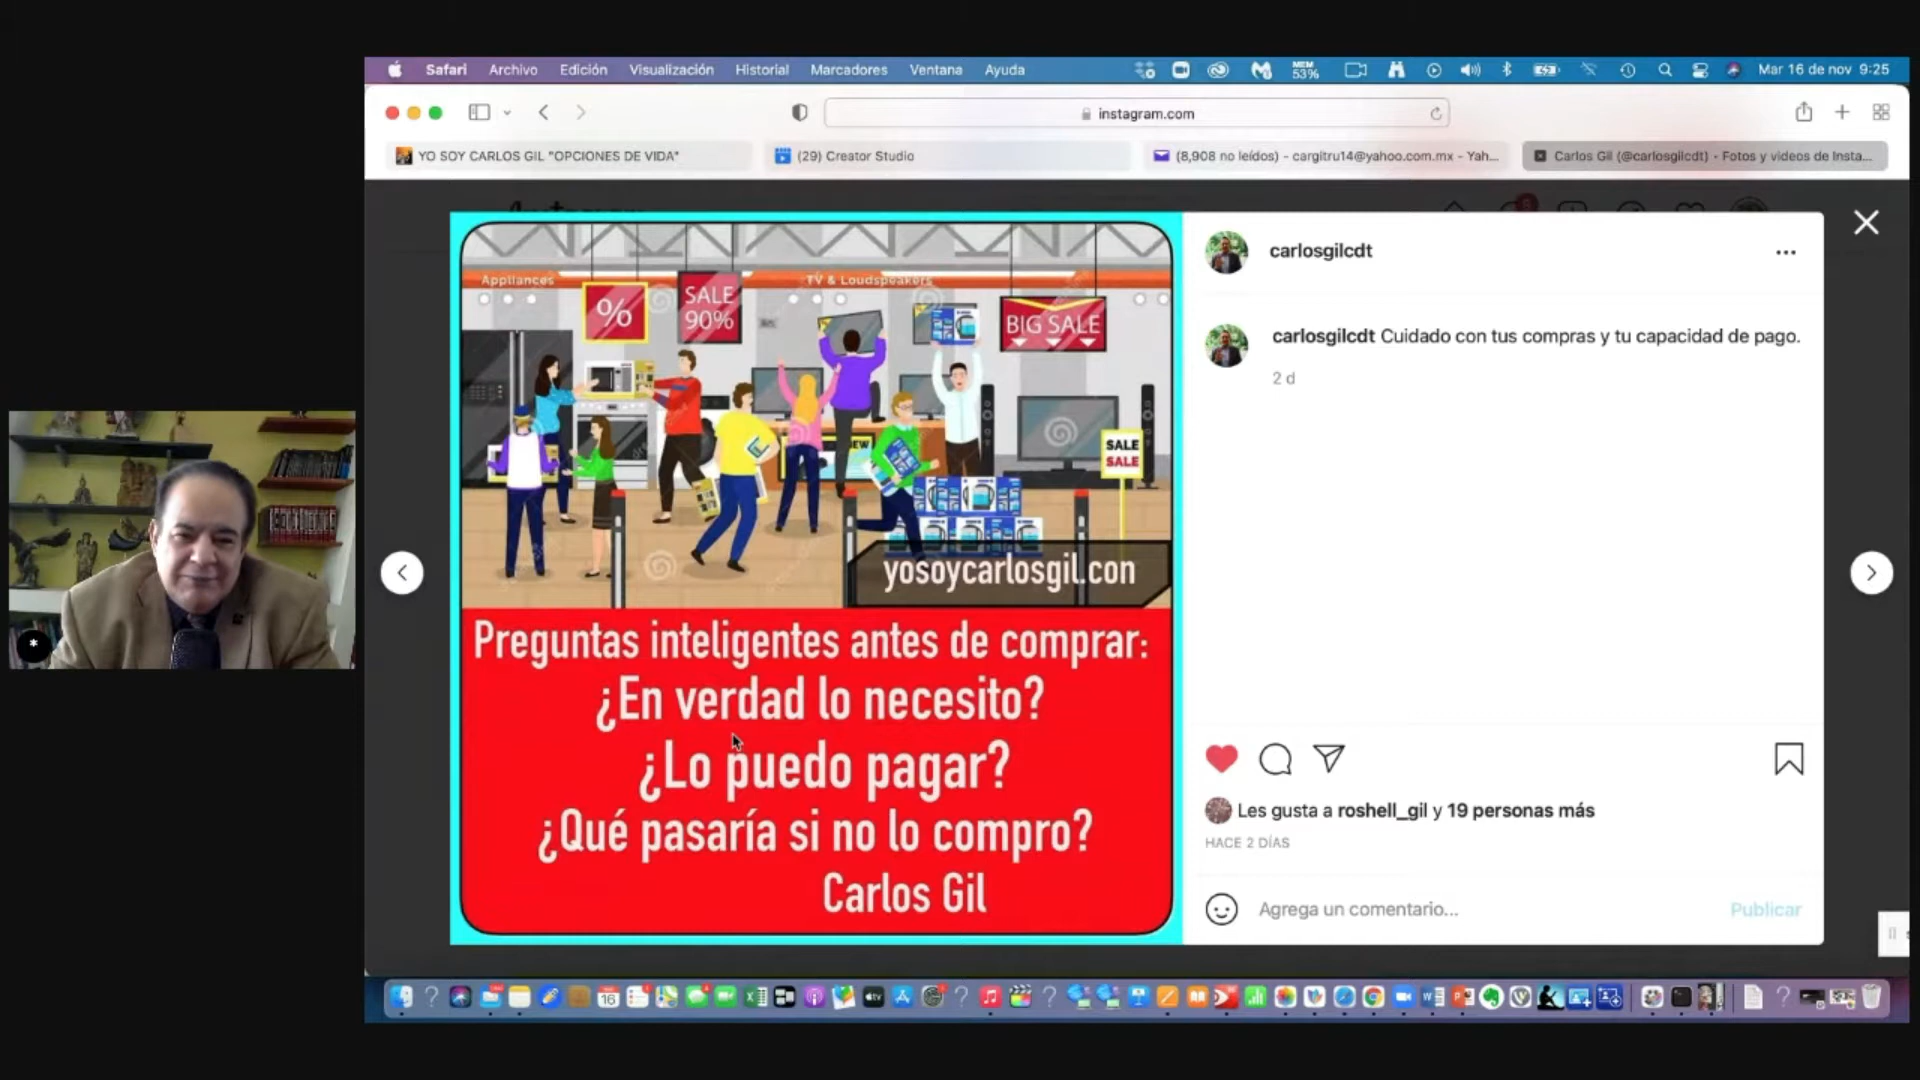 Safari Archivo Edición Visualización Historial Marcadores Ventana Ayuda
MEM 53%
Mar 16 de nov 9:25
instagram.com
YO SOY CARLOS GIL "OPCIONES DE VIDA"
(29) Creator Studio
(8,908 no leídos) - cargitru14@yahoo.com.mx - Yah...
Carlos Gil (@carlosgilcdt) • Fotos y videos de Insta...
Appliances
TV & Loudspeakers
%
SALE
90%
BIG SALE
SALE
SALE
yosoycarlosgil.con
Preguntas inteligentes antes de comprar:
¿En verdad lo necesito?
¿Lo puedo pagar?
¿Qué pasaría si no lo compro?
Carlos Gil
carlosgilcdt
carlosgilcdt Cuidado con tus compras y tu capacidad de pago.
2 d
Les gusta a roshell_gil y 19 personas más
HACE 2 DÍAS
Agrega un comentario...
Publicar
16